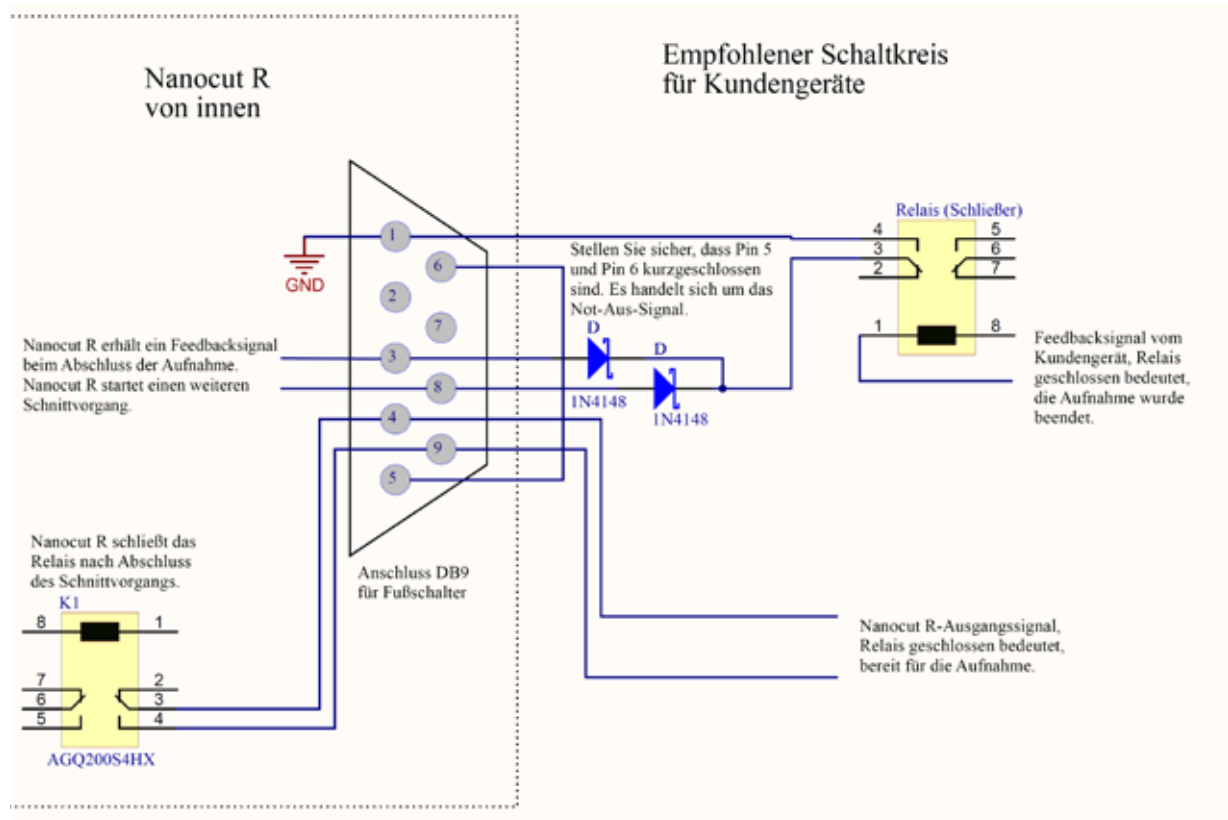 Nanocut R
von innen
Empfohlener Schaltkreis
für Kundengeräte
Relais (Schließer)
4
3
2
5
6
7
1
8
1
6
2
7
3
8
4
9
5
GND
Stellen Sie sicher, dass Pin 5
und Pin 6 kurzgeschlossen
sind. Es handelt sich um das
Not-Aus-Signal.
D
D
1N4148
1N4148
Nanocut R erhält ein Feedbacksignal
beim Abschluss der Aufnahme.
Nanocut R startet einen weiteren
Schnittvorgang.
Feedbacksignal vom
Kundengerät, Relais
geschlossen bedeutet,
die Aufnahme wurde
beendet.
Nanocut R schließt das
Relais nach Abschluss
des Schnittvorgangs.
K1
8
1
7
6
5
2
3
4
AGQ200S4HX
Anschluss DB9
für Fußschalter
Nanocut R-Ausgangssignal,
Relais geschlossen bedeutet,
bereit für die Aufnahme.